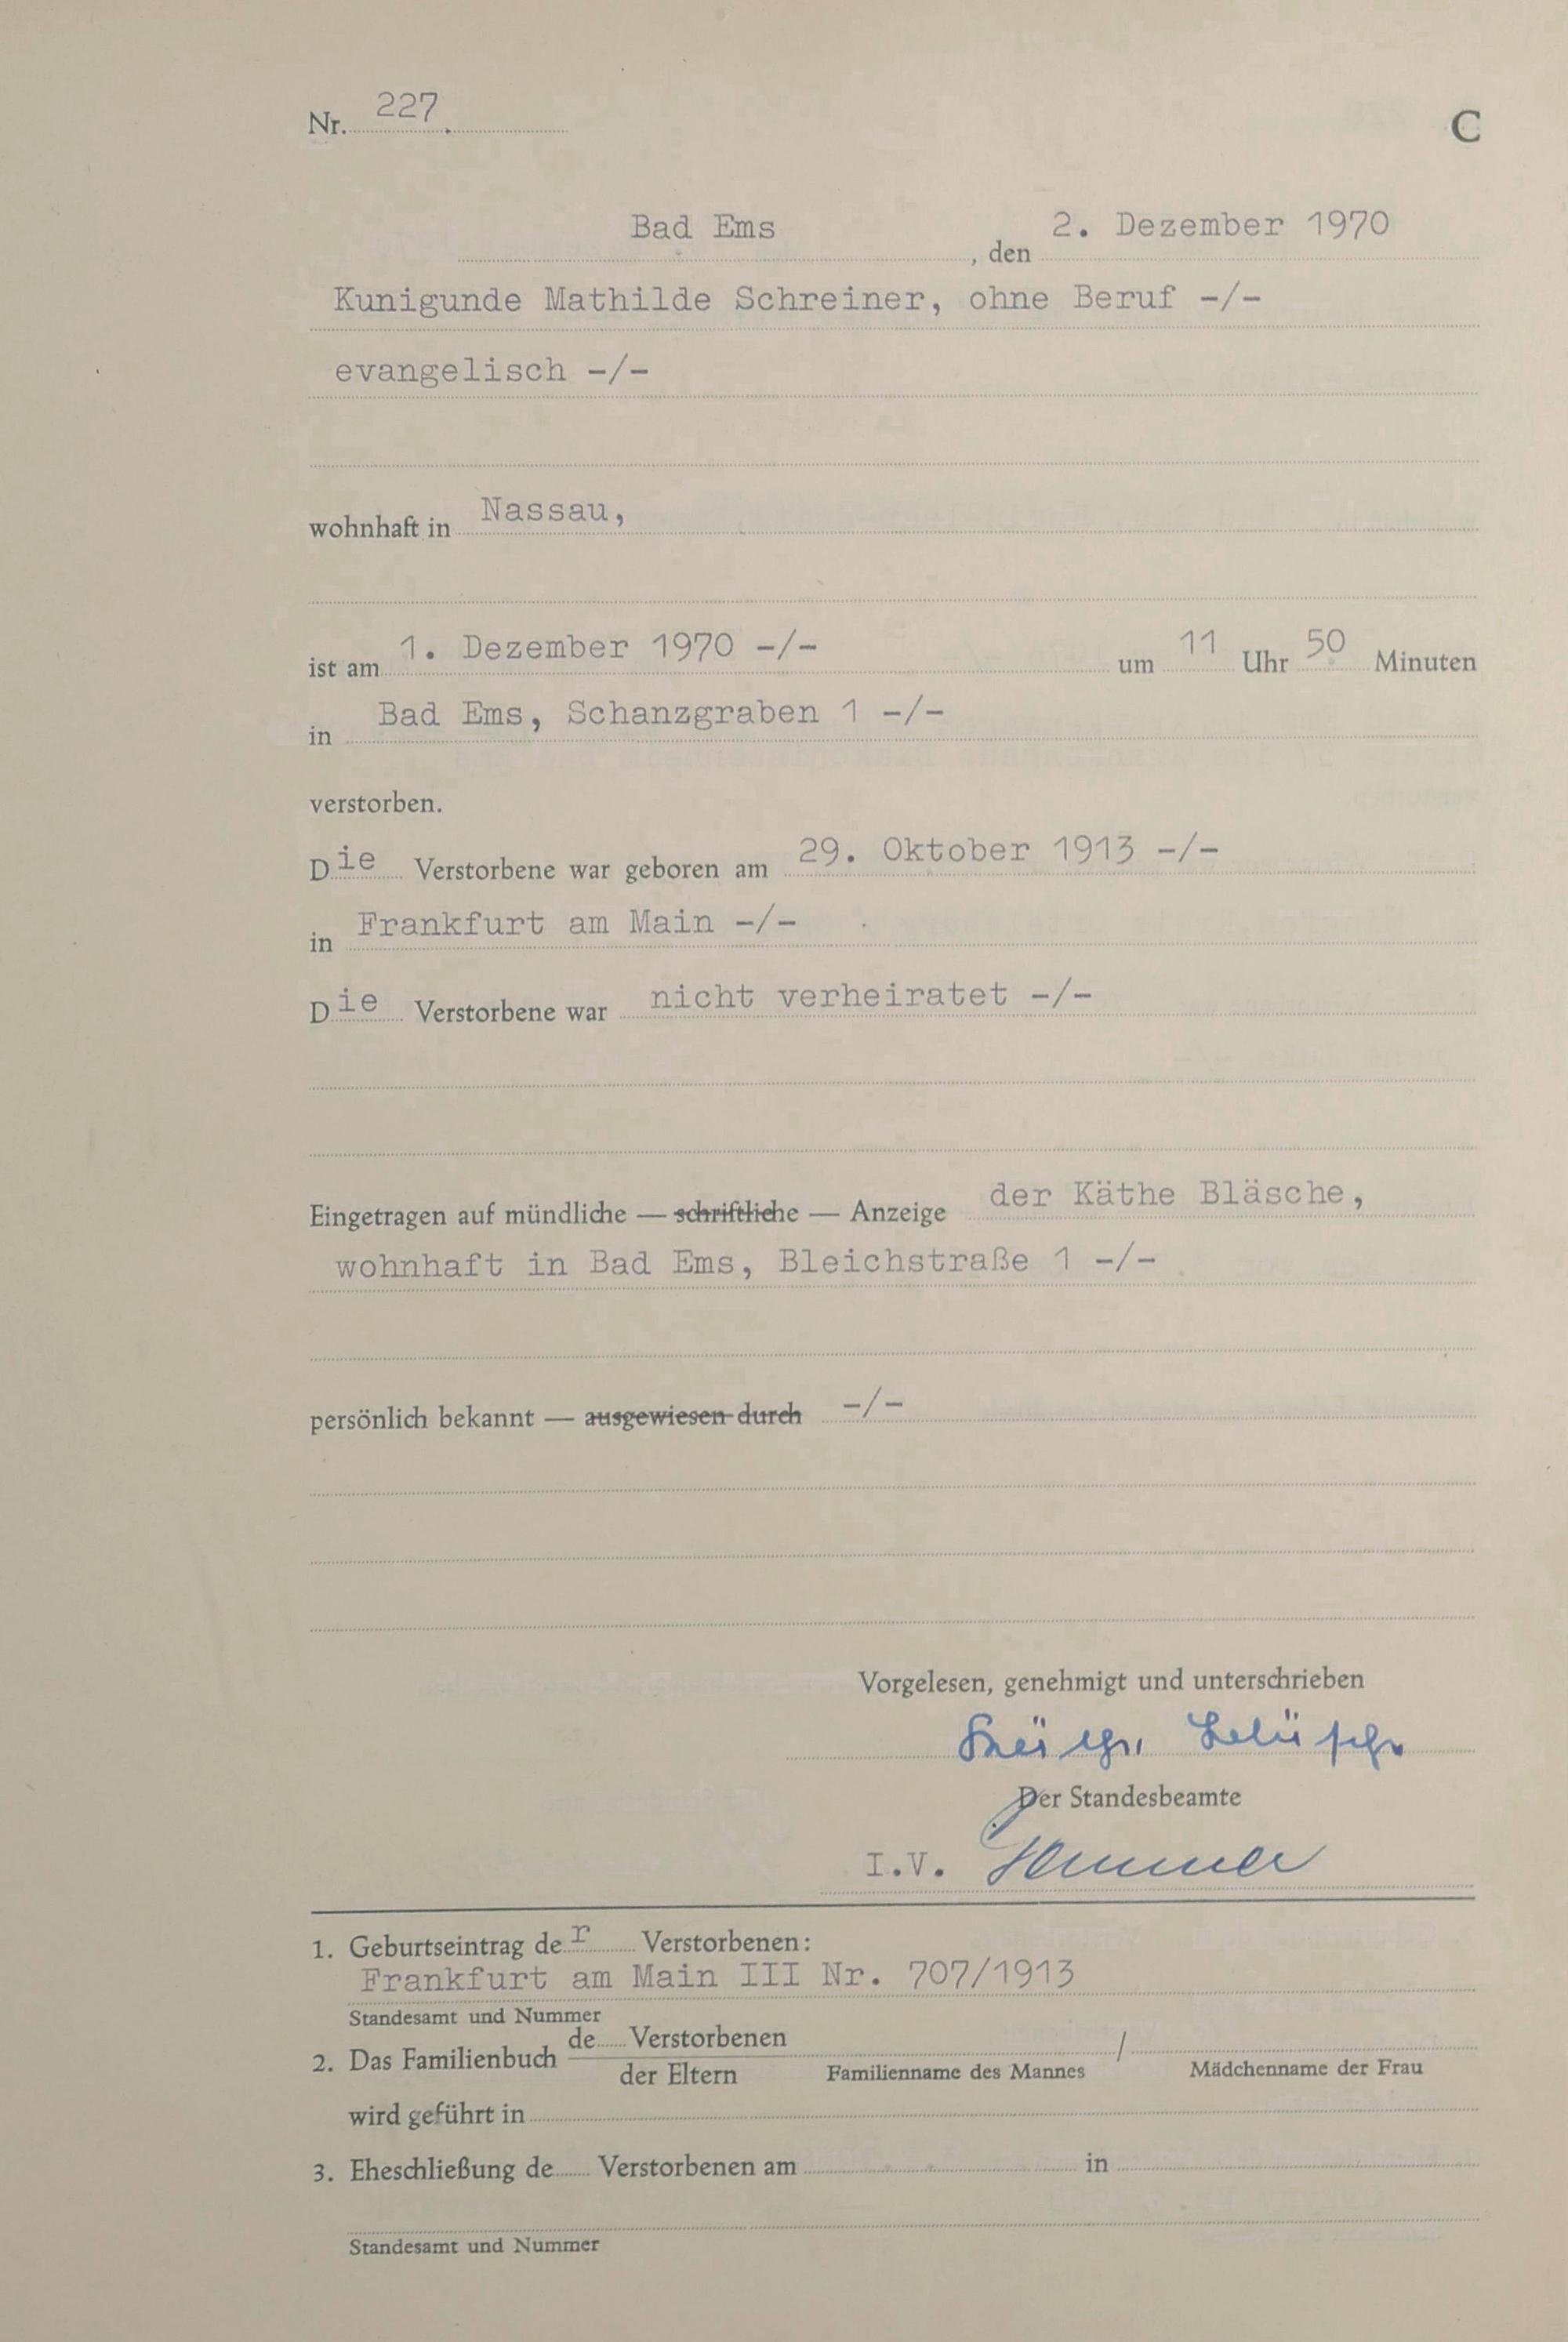 Nr. 227.
C
Bad Ems, den 2. Dezember 1970
Kunigunde Mathilde Schreiner, ohne Beruf -/-
evangelisch -/-
wohnhaft in Nassau,
ist am 1. Dezember 1970 -/- um 11 Uhr 50 Minuten
in Bad Ems, Schanzgraben 1 -/-
verstorben.
Die Verstorbene war geboren am 29. Oktober 1913 -/-
in Frankfurt am Main -/-
Die Verstorbene war nicht verheiratet -/-
Eingetragen auf mündliche — schriftliche — Anzeige der Käthe Bläsche,
wohnhaft in Bad Ems, Bleichstraße 1 -/-
persönlich bekannt — ausgewiesen durch -/-
Vorgelesen, genehmigt und unterschrieben
Käthe Bläsche
Der Standesbeamte
I.V.
1. Geburtseintrag der Verstorbenen:
Frankfurt am Main III Nr. 707/1913
Standesamt und Nummer
2. Das Familienbuch de Verstorbenen /
der Eltern Familienname des Mannes Mädchenname der Frau
wird geführt in
3. Eheschließung de Verstorbenen am in
Standesamt und Nummer